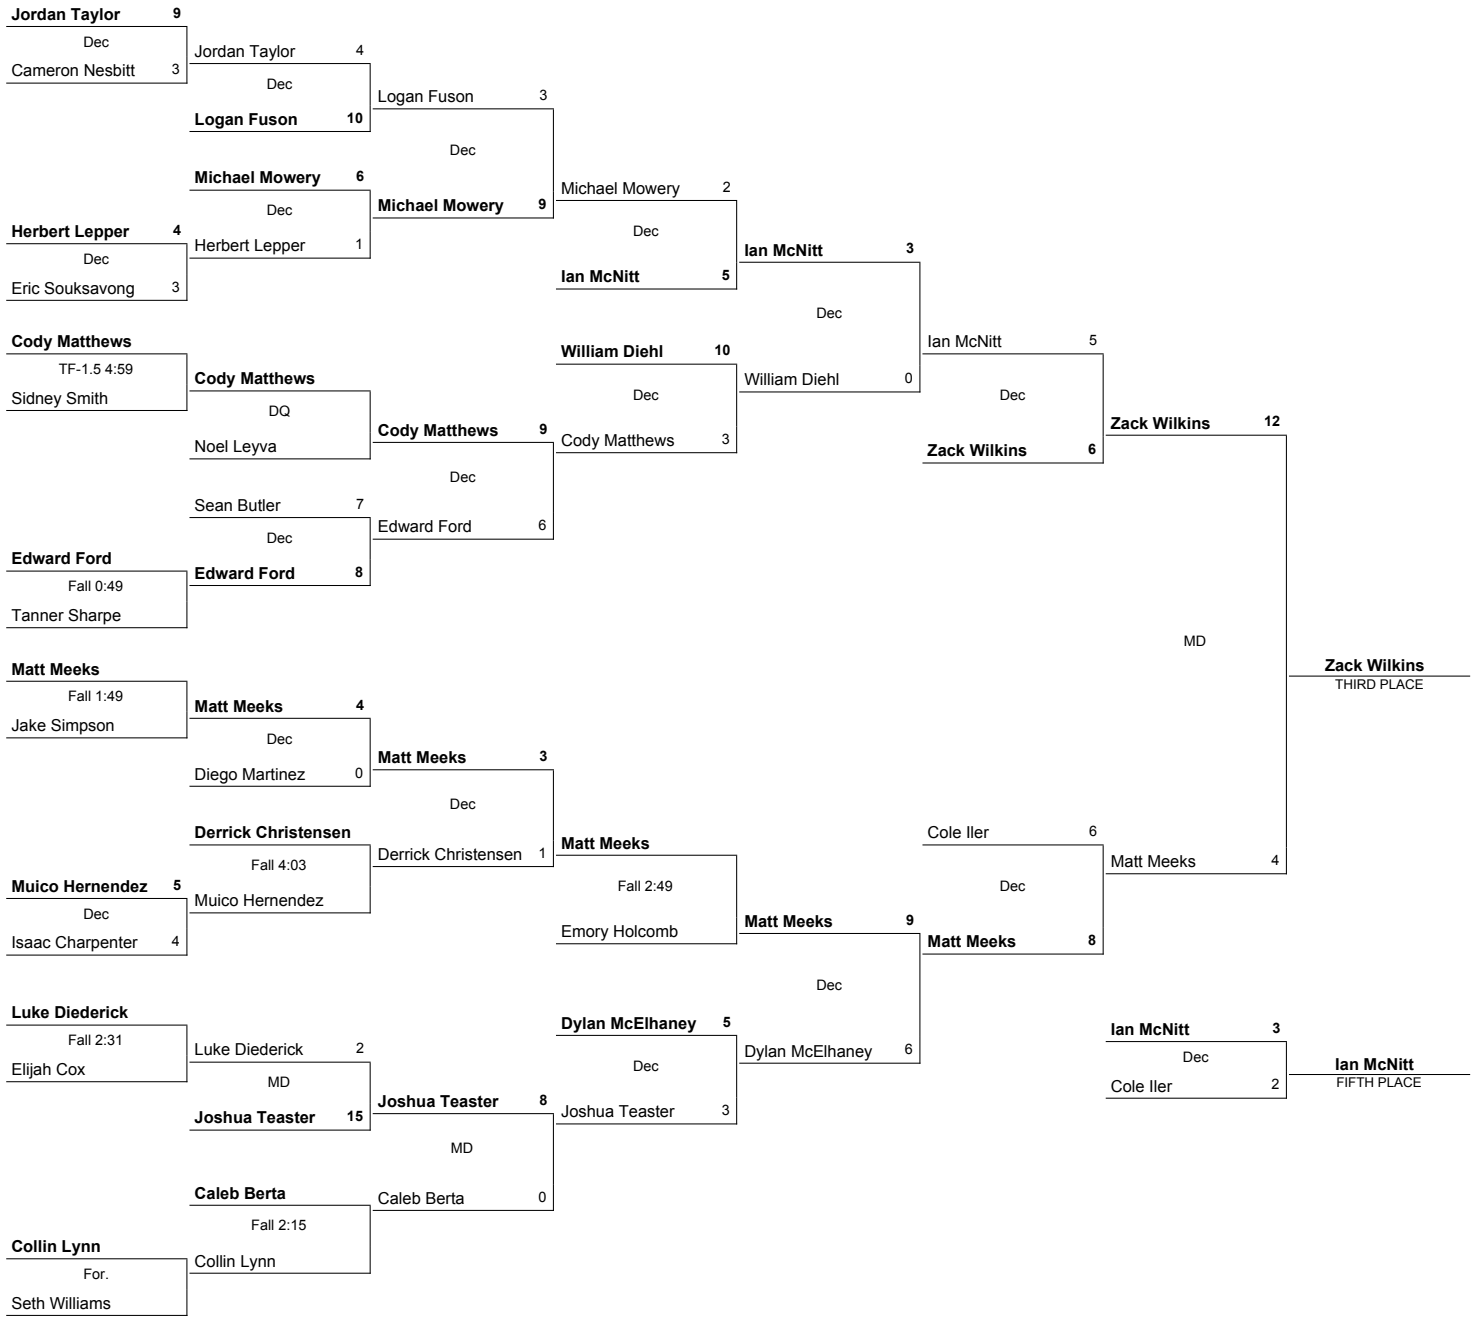 Jordan Taylor 9
Dec
Cameron Nesbitt 3
Herbert Lepper 4
Dec
Eric Souksavong 3
Cody Matthews
TF-1.5 4:59
Sidney Smith
Edward Ford
Fall 0:49
Tanner Sharpe
Matt Meeks
Fall 1:49
Jake Simpson
Muico Hernendez 5
Dec
Isaac Charpenter 4
Luke Diederick
Fall 2:31
Elijah Cox
Collin Lynn
For.
Seth Williams
Jordan Taylor 4
Dec
Logan Fuson 10
Michael Mowery 6
Dec
Herbert Lepper 1
Cody Matthews
DQ
Noel Leyva
Sean Butler 7
Dec
Edward Ford 8
Matt Meeks 4
Dec
Diego Martinez 0
Derrick Christensen
Fall 4:03
Muico Hernendez
Luke Diederick 2
MD
Joshua Teaster 15
Caleb Berta
Fall 2:15
Collin Lynn
Logan Fuson 3
Dec
Michael Mowery 9
Cody Matthews 9
Dec
Edward Ford 6
Matt Meeks 3
Dec
Derrick Christensen 1
Joshua Teaster 8
MD
Caleb Berta 0
Michael Mowery 2
Dec
Ian McNitt 5
William Diehl 10
Dec
Cody Matthews 3
Matt Meeks
Fall 2:49
Emory Holcomb
Dylan McElhaney 5
Dec
Joshua Teaster 3
Ian McNitt 3
Dec
William Diehl 0
Matt Meeks 9
Dec
Dylan McElhaney 6
Ian McNitt 5
Dec
Zack Wilkins 6
Cole Iler 6
Dec
Matt Meeks 8
Zack Wilkins 12
MD
Matt Meeks 4
Ian McNitt 3
Dec
Cole Iler 2
Zack Wilkins
THIRD PLACE
Ian McNitt
FIFTH PLACE